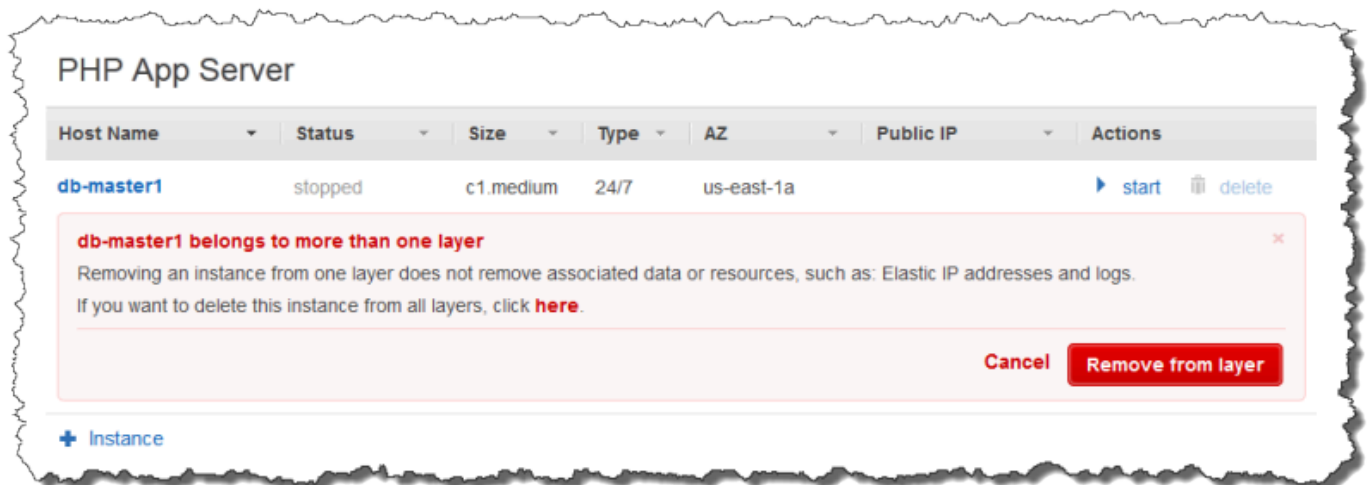 PHP App Server
Host Name Status Size Type AZ Public IP Actions
db-master1 stopped c1.medium 24/7 us-east-1a start delete
db-master1 belongs to more than one layer
Removing an instance from one layer does not remove associated data or resources, such as: Elastic IP addresses and logs.
If you want to delete this instance from all layers, click here.
Cancel Remove from layer
Instance